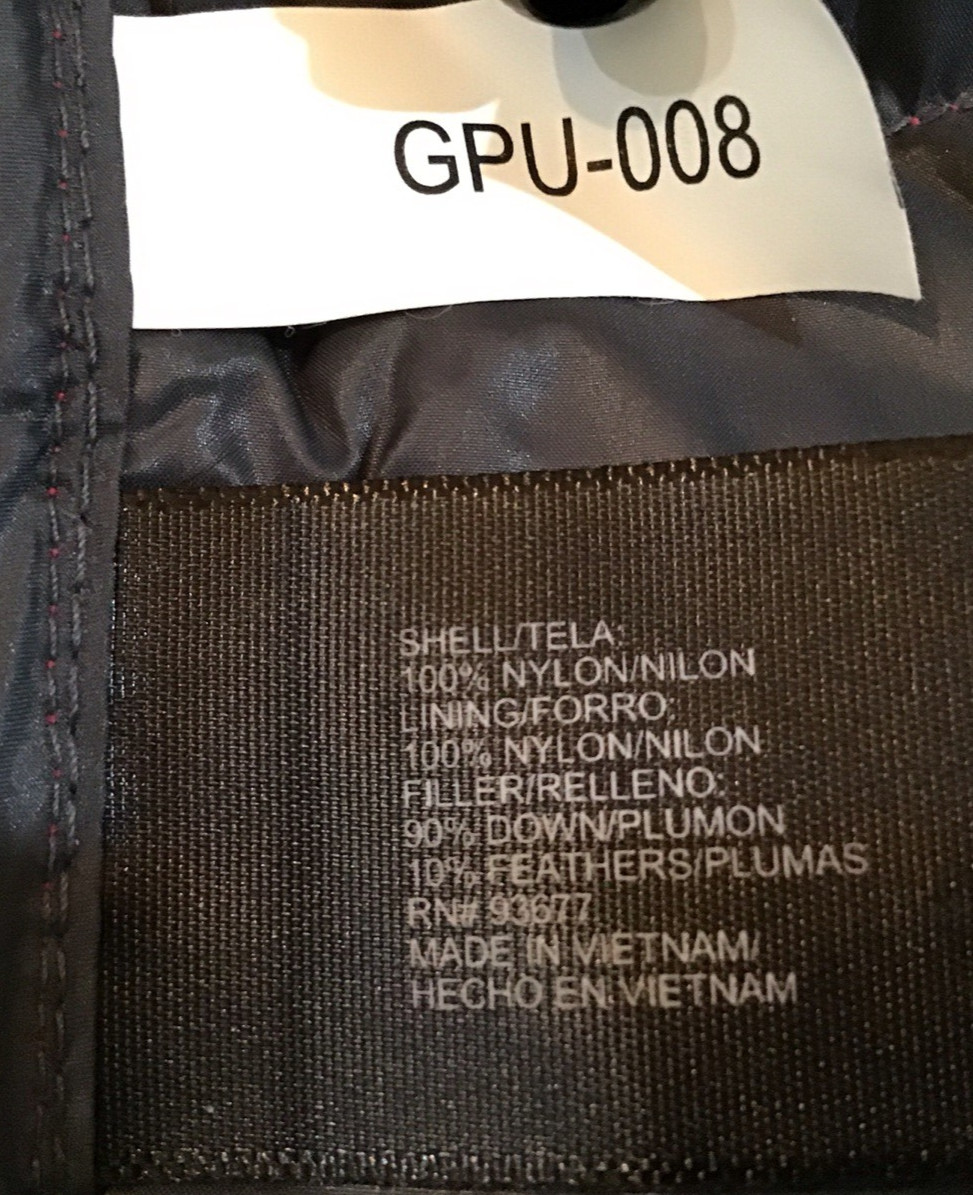 GPU-008
SHELL/TELA:
100% NYLON/NILON
LINING/FORRO:
100% NYLON/NILON
FILLER/RELLENO:
90% DOWN/PLUMON
10% FEATHERS/PLUMAS
RN# 93677
MADE IN VIETNAM/
HECHO EN VIETNAM